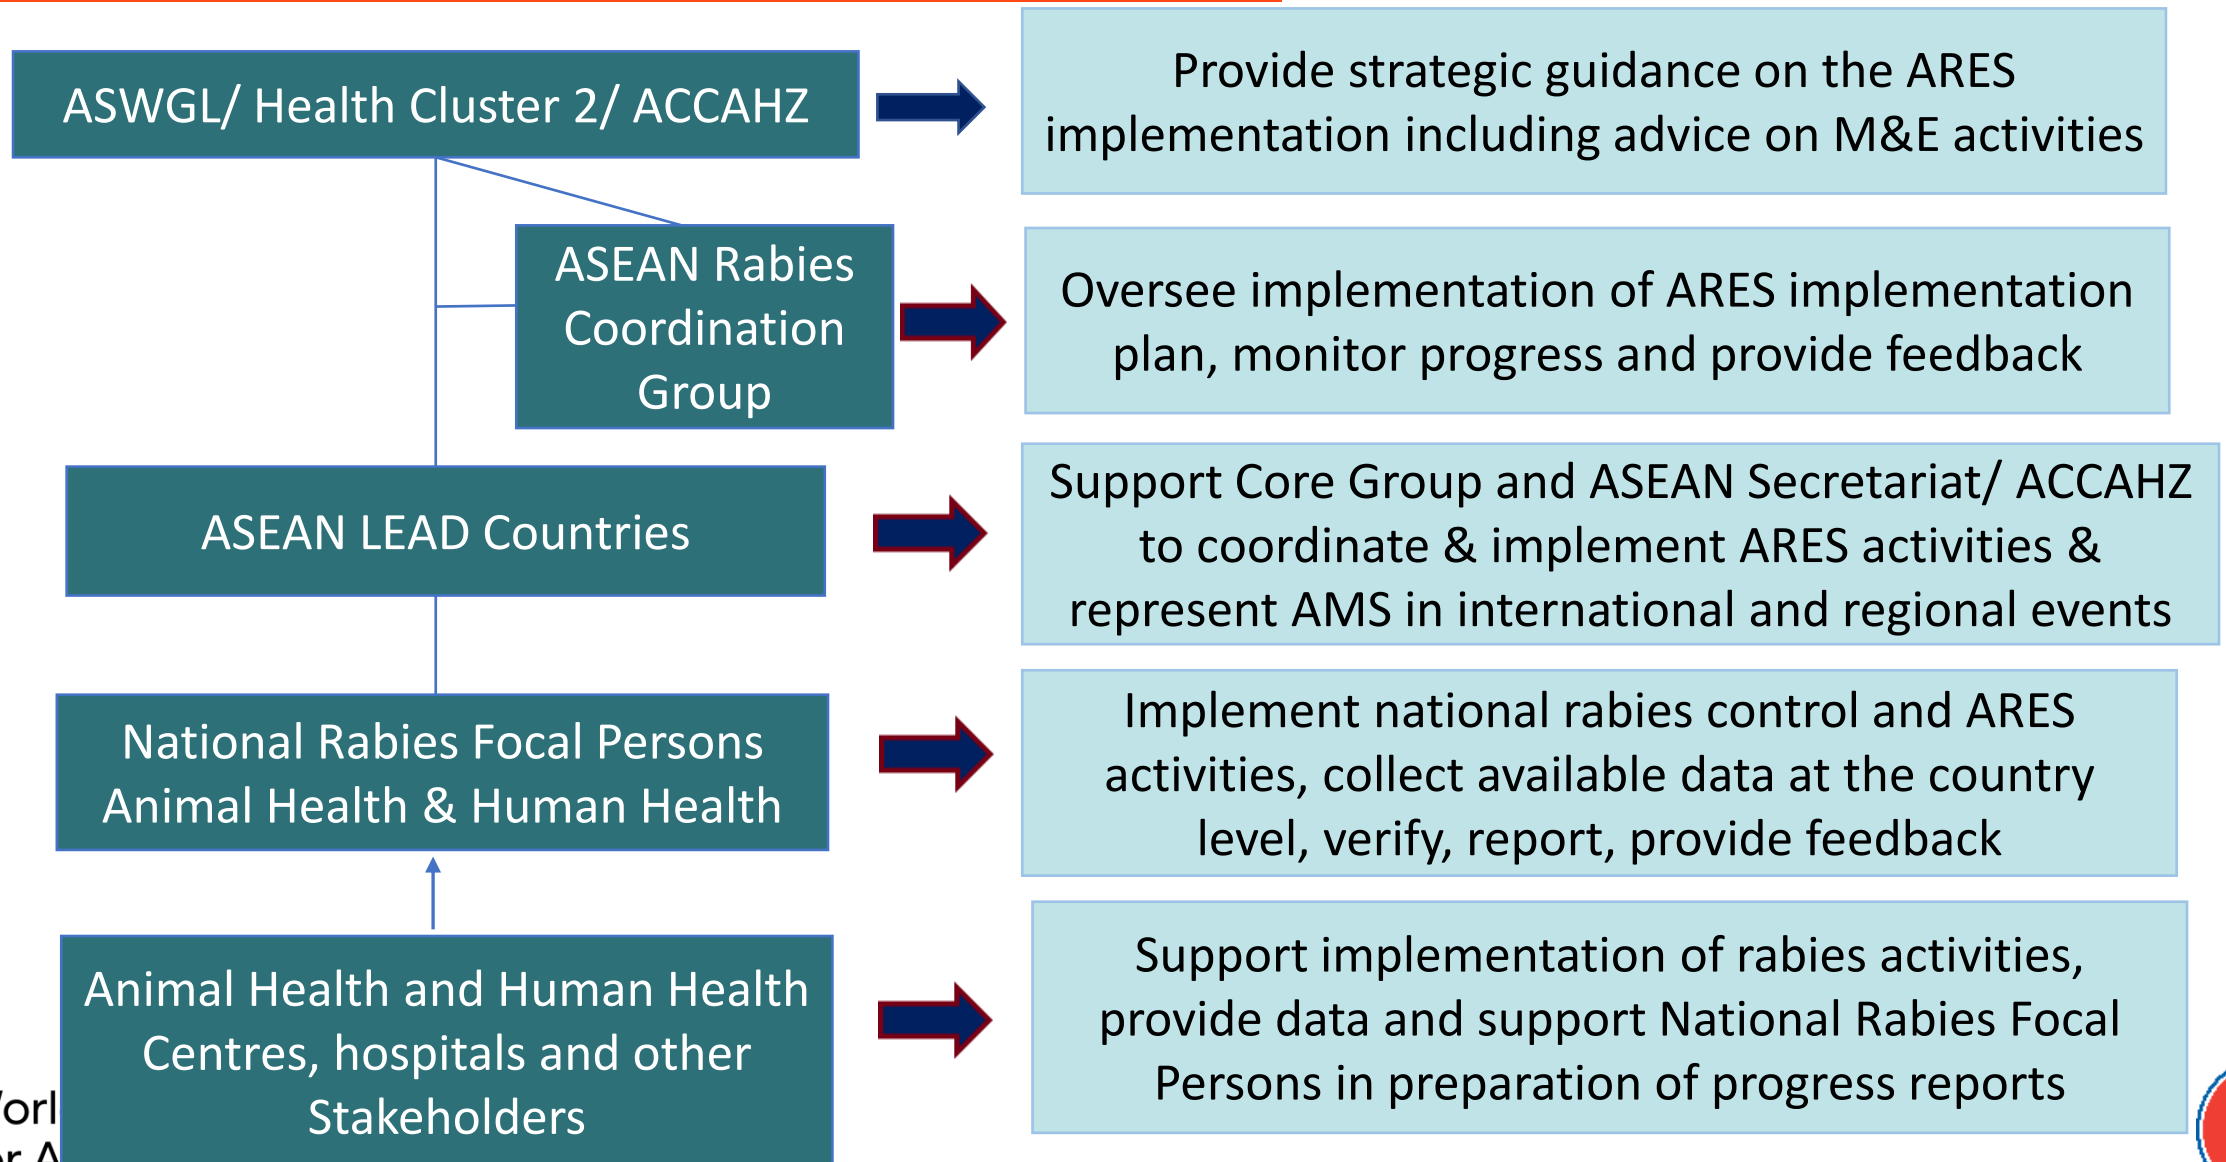 ASWGL/ Health Cluster 2/ ACCAHZ
Provide strategic guidance on the ARES
implementation including advice on M&E activities
ASEAN Rabies
Coordination
Group
Oversee implementation of ARES implementation
plan, monitor progress and provide feedback
ASEAN LEAD Countries
Support Core Group and ASEAN Secretariat/ ACCAHZ
to coordinate & implement ARES activities &
represent AMS in international and regional events
National Rabies Focal Persons
Animal Health & Human Health
Implement national rabies control and ARES
activities, collect available data at the country
level, verify, report, provide feedback
Animal Health and Human Health
Centres, hospitals and other
Stakeholders
Support implementation of rabies activities,
provide data and support National Rabies Focal
Persons in preparation of progress reports